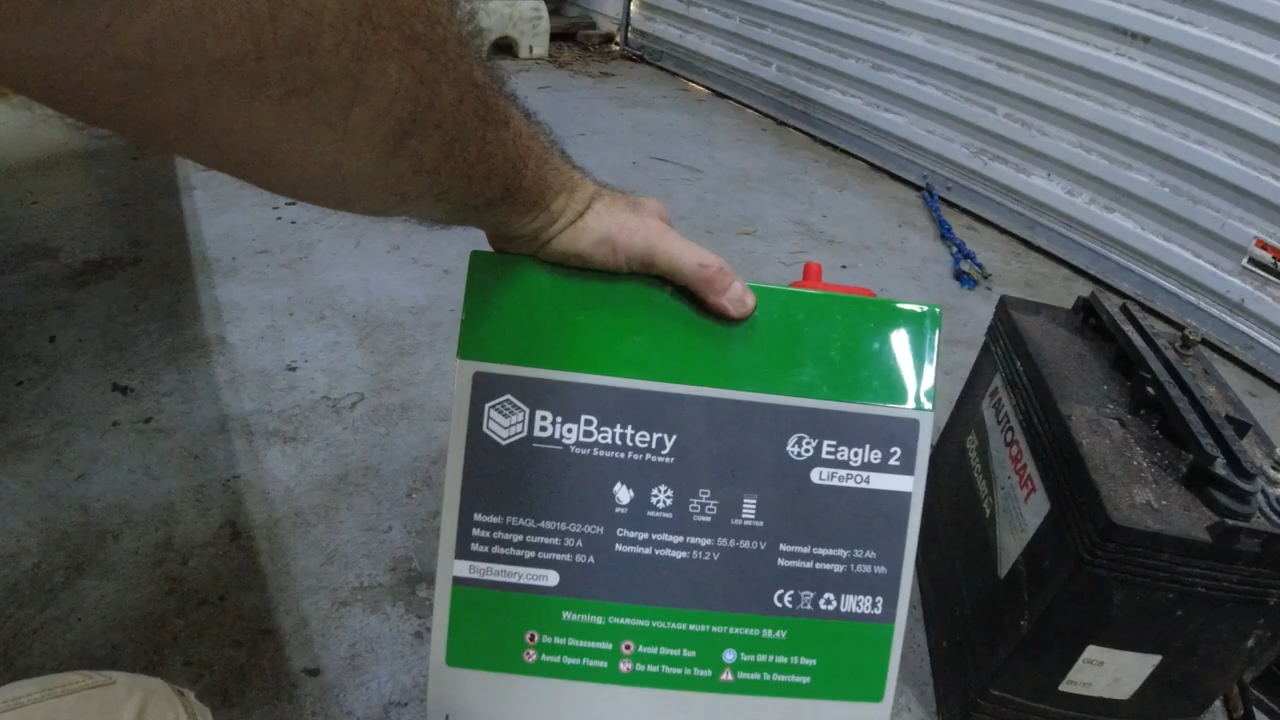 BigBattery
Your Source For Power
48V Eagle 2
LiFePO4
IP67
HEATING
COMM
LED METER
Model: FEAGL-48016-G2-0CH
Max charge current: 30 A
Max discharge current: 60 A
Charge voltage range: 55.6-58.0 V
Nominal voltage: 51.2 V
Normal capacity: 32 Ah
Nominal energy: 1,638 Wh
BigBattery.com
CE
UN38.3
Warning: CHARGING VOLTAGE MUST NOT EXCEED 58.4V
Do Not Disassemble
Avoid Direct Sun
Turn Off If Idle 15 Days
Avoid Open Flames
Do Not Throw In Trash
Unsafe To Overcharge
AUTOCRAFT
GC8